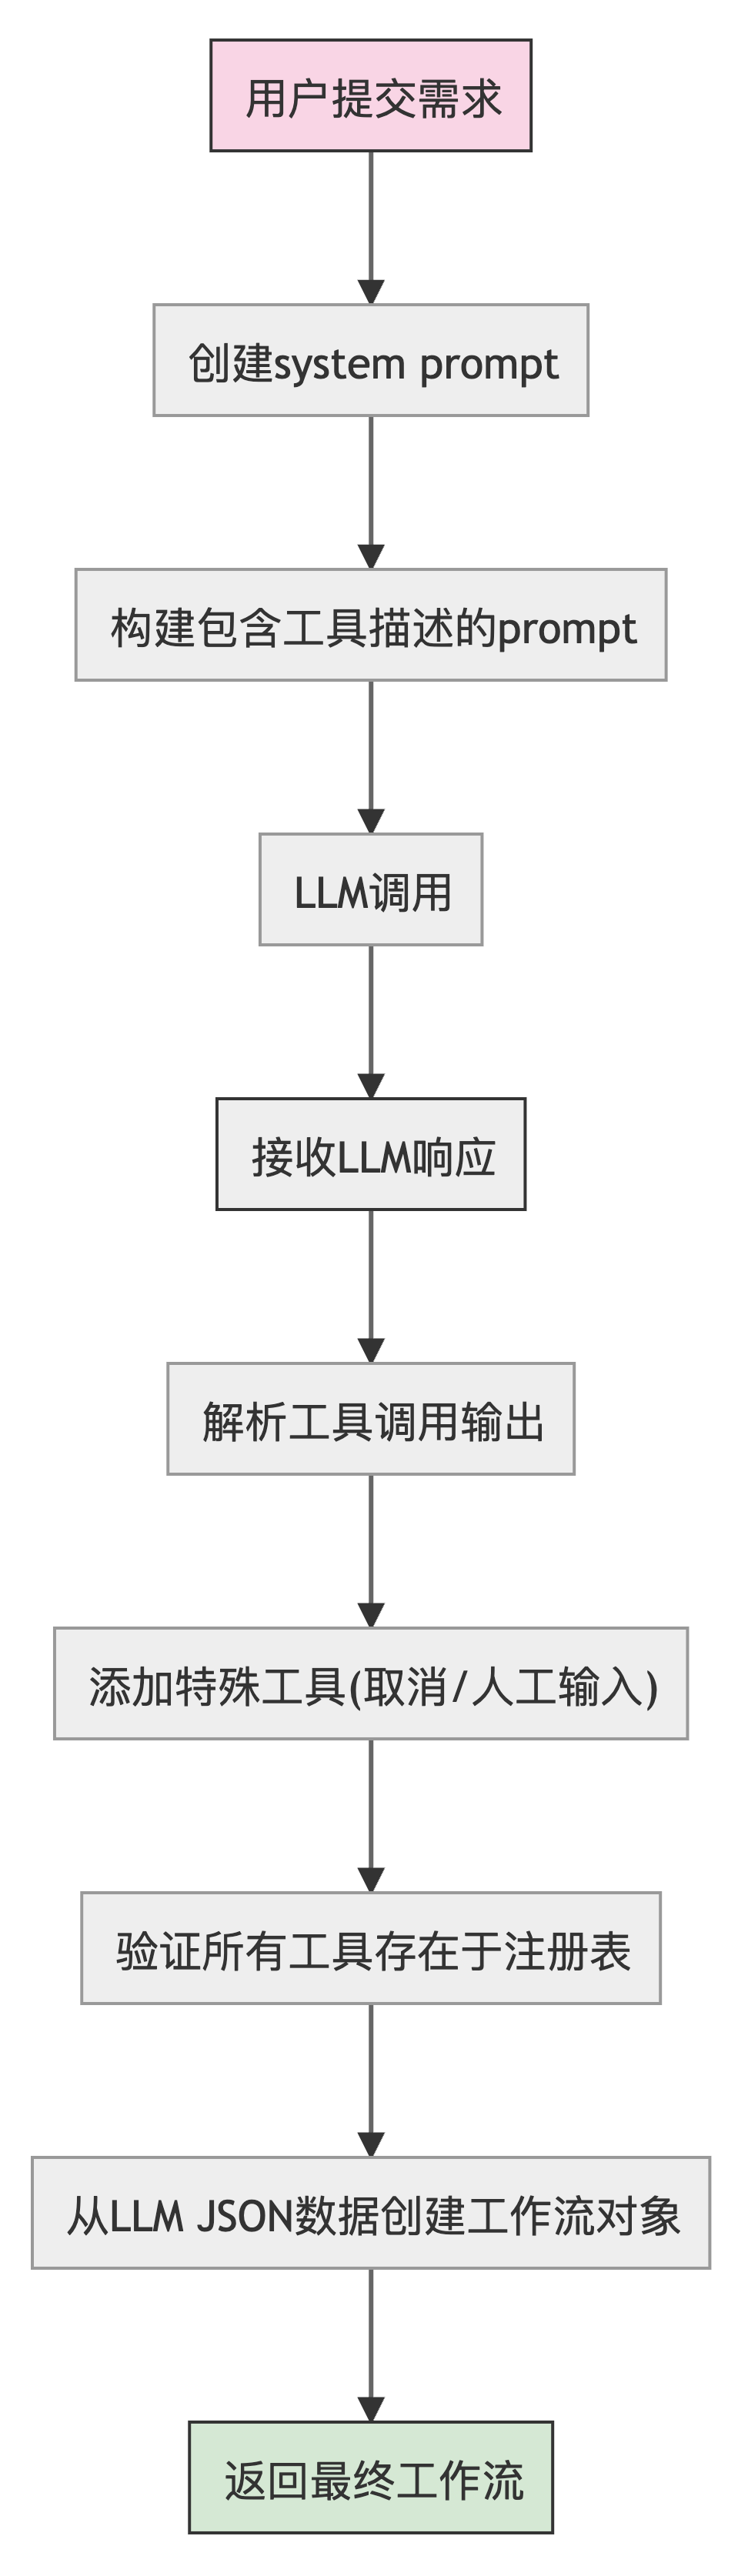 用户提交需求
创建system prompt
构建包含工具描述的prompt
LLM调用
接收LLM响应
解析工具调用输出
添加特殊工具(取消/人工输入)
验证所有工具存在于注册表
从LLM JSON数据创建工作流对象
返回最终工作流